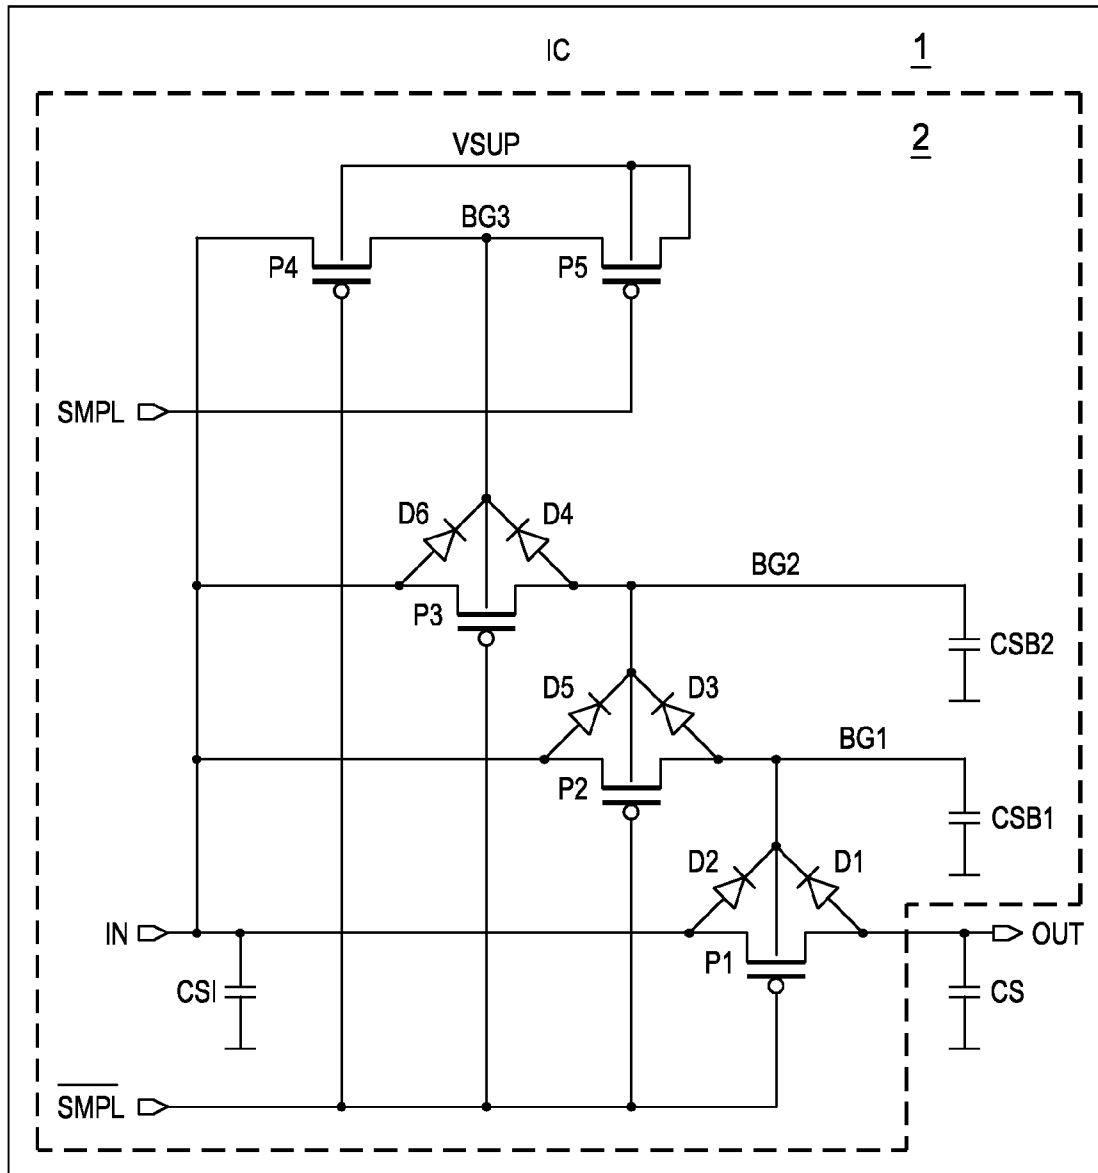 IC
1
2
VSUP
BG3
P4
P5
SMPL
D6
D4
BG2
P3
CSB2
D5
D3
BG1
P2
CSB1
D2
D1
IN
OUT
P1
CSI
CS
SMPL